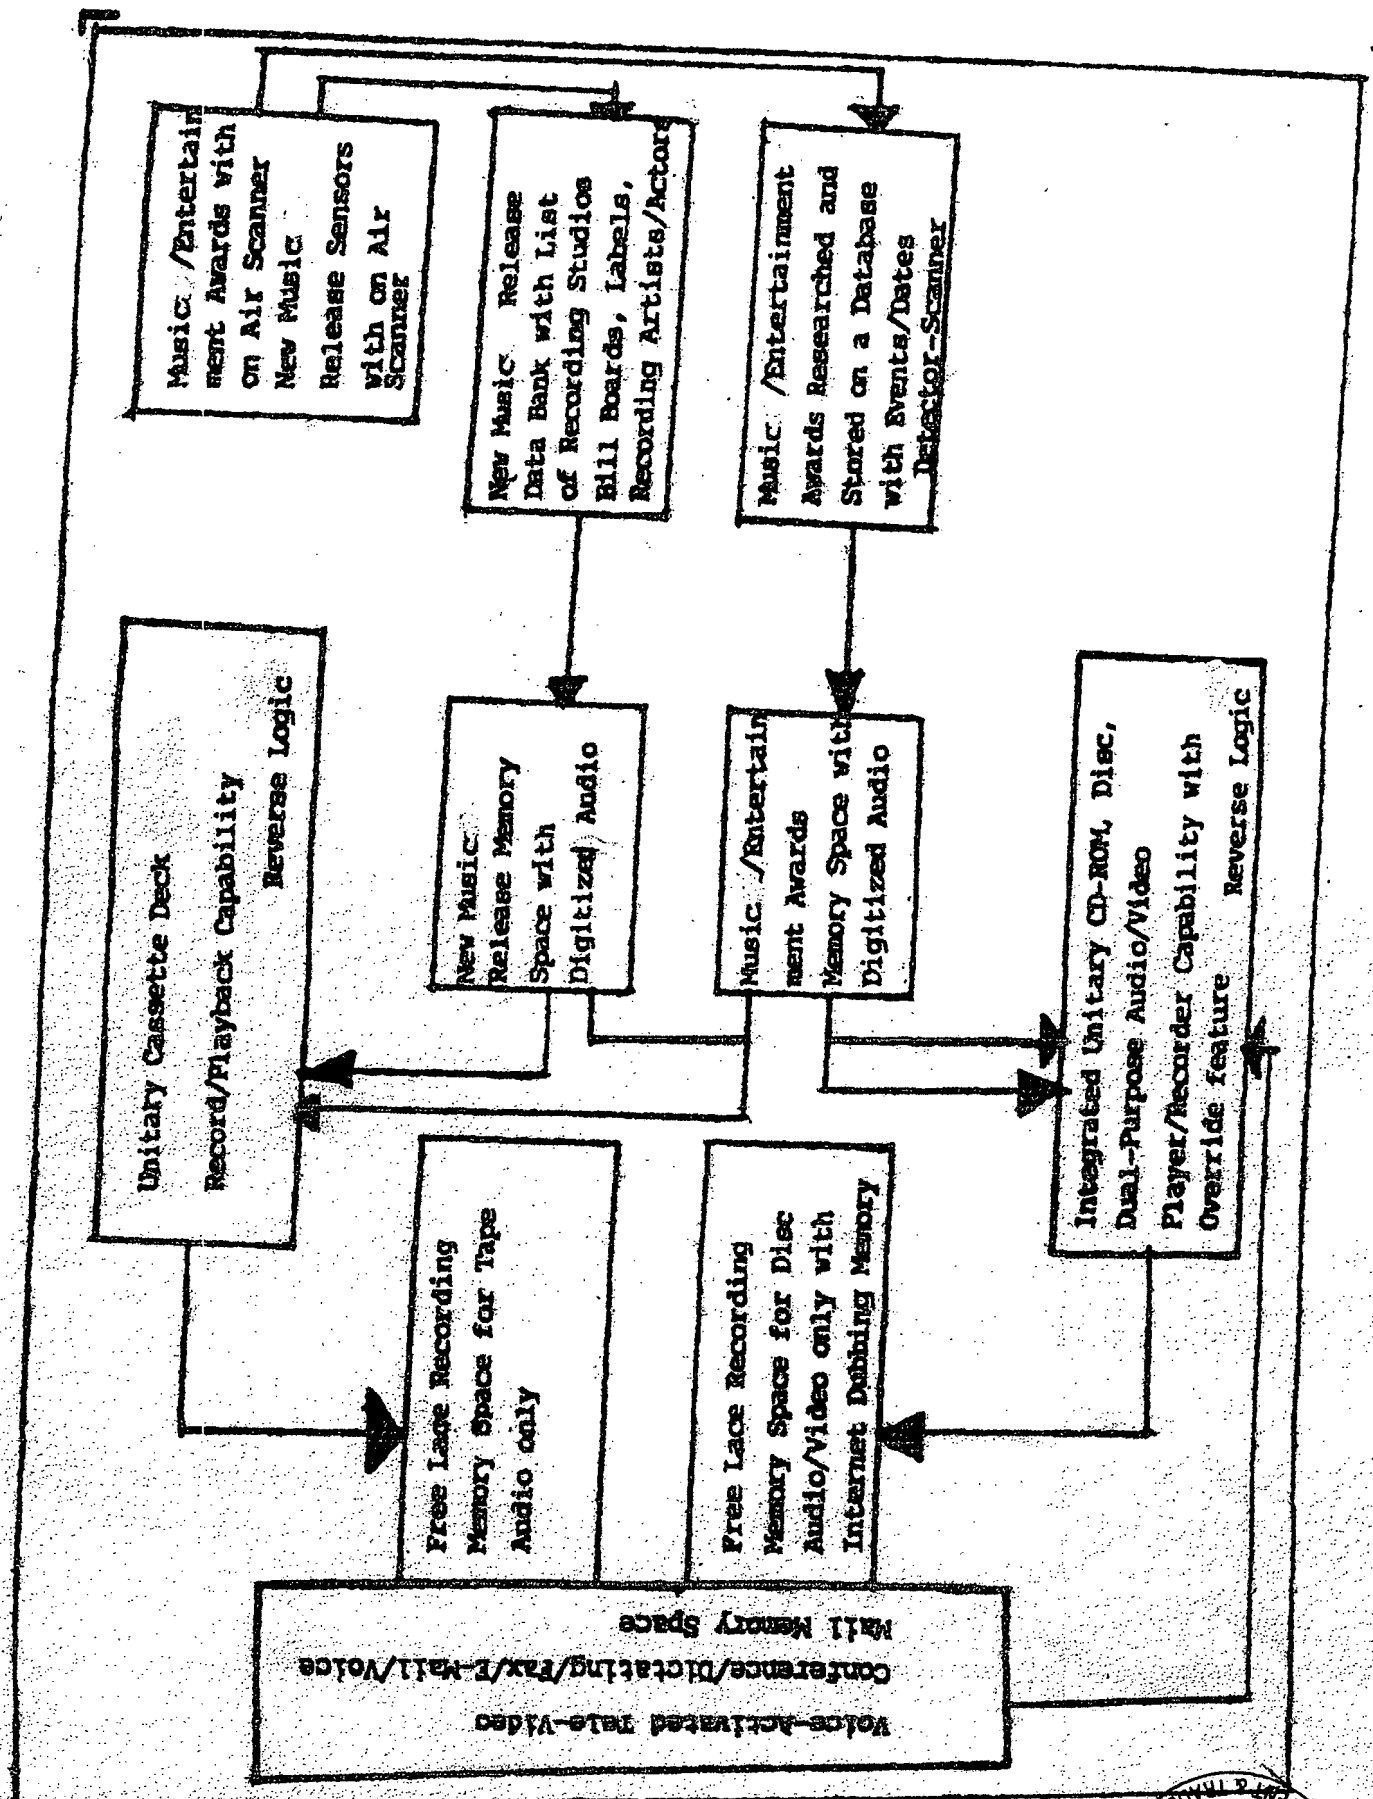 Music /Entertain
ment Awards with
on Air Scanner
New Music
Release Sensors
with on Air
Scanner
New Music Release
Data Bank with List
of Recording Studios
Bill Boards, Labels,
Recording Artists/Actors
Music /Entertainment
Awards Researched and
Stored on a Database
with Events/Dates
Detector-Scanner
Unitary Cassette Deck
Record/Playback Capability
Reverse Logic
New Music
Release Memory
Space with
Digitized Audio
Music /Entertain
ment Awards
Memory Space with
Digitized Audio
Integrated Unitary CD-ROM, Disc,
Dual-Purpose Audio/Video
Player/Recorder Capability with
Override feature
Reverse Logic
Free Lace Recording
Memory Space for Tape
Audio only
Free Lace Recording
Memory Space for Disc
Audio/Video only with
Internet Dubbing Memory
Voice-Activated Tele-Video
Conference/Dictating/Fax/E-Mail/Voice
Mail Memory Space